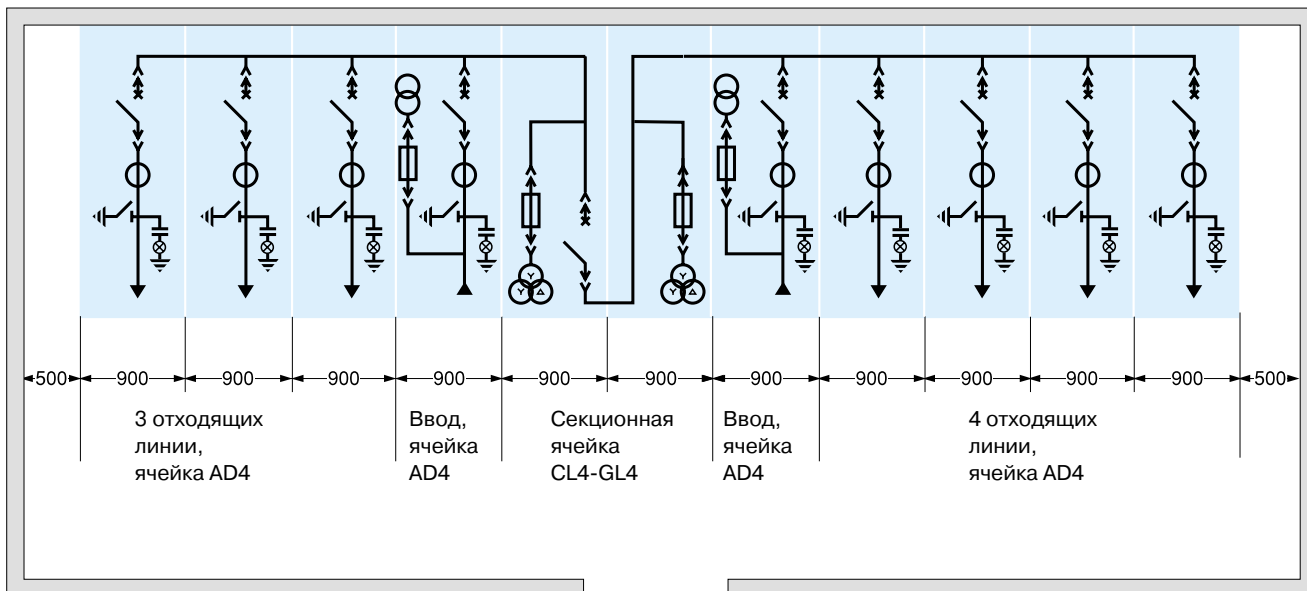 500 900 900 900 900 900 900 900 900 900 900 900 500
3 отходящих
линии,
ячейка AD4
Ввод,
ячейка
AD4
Секционная
ячейка
CL4-GL4
Ввод,
ячейка
AD4
4 отходящих
линии,
ячейка AD4